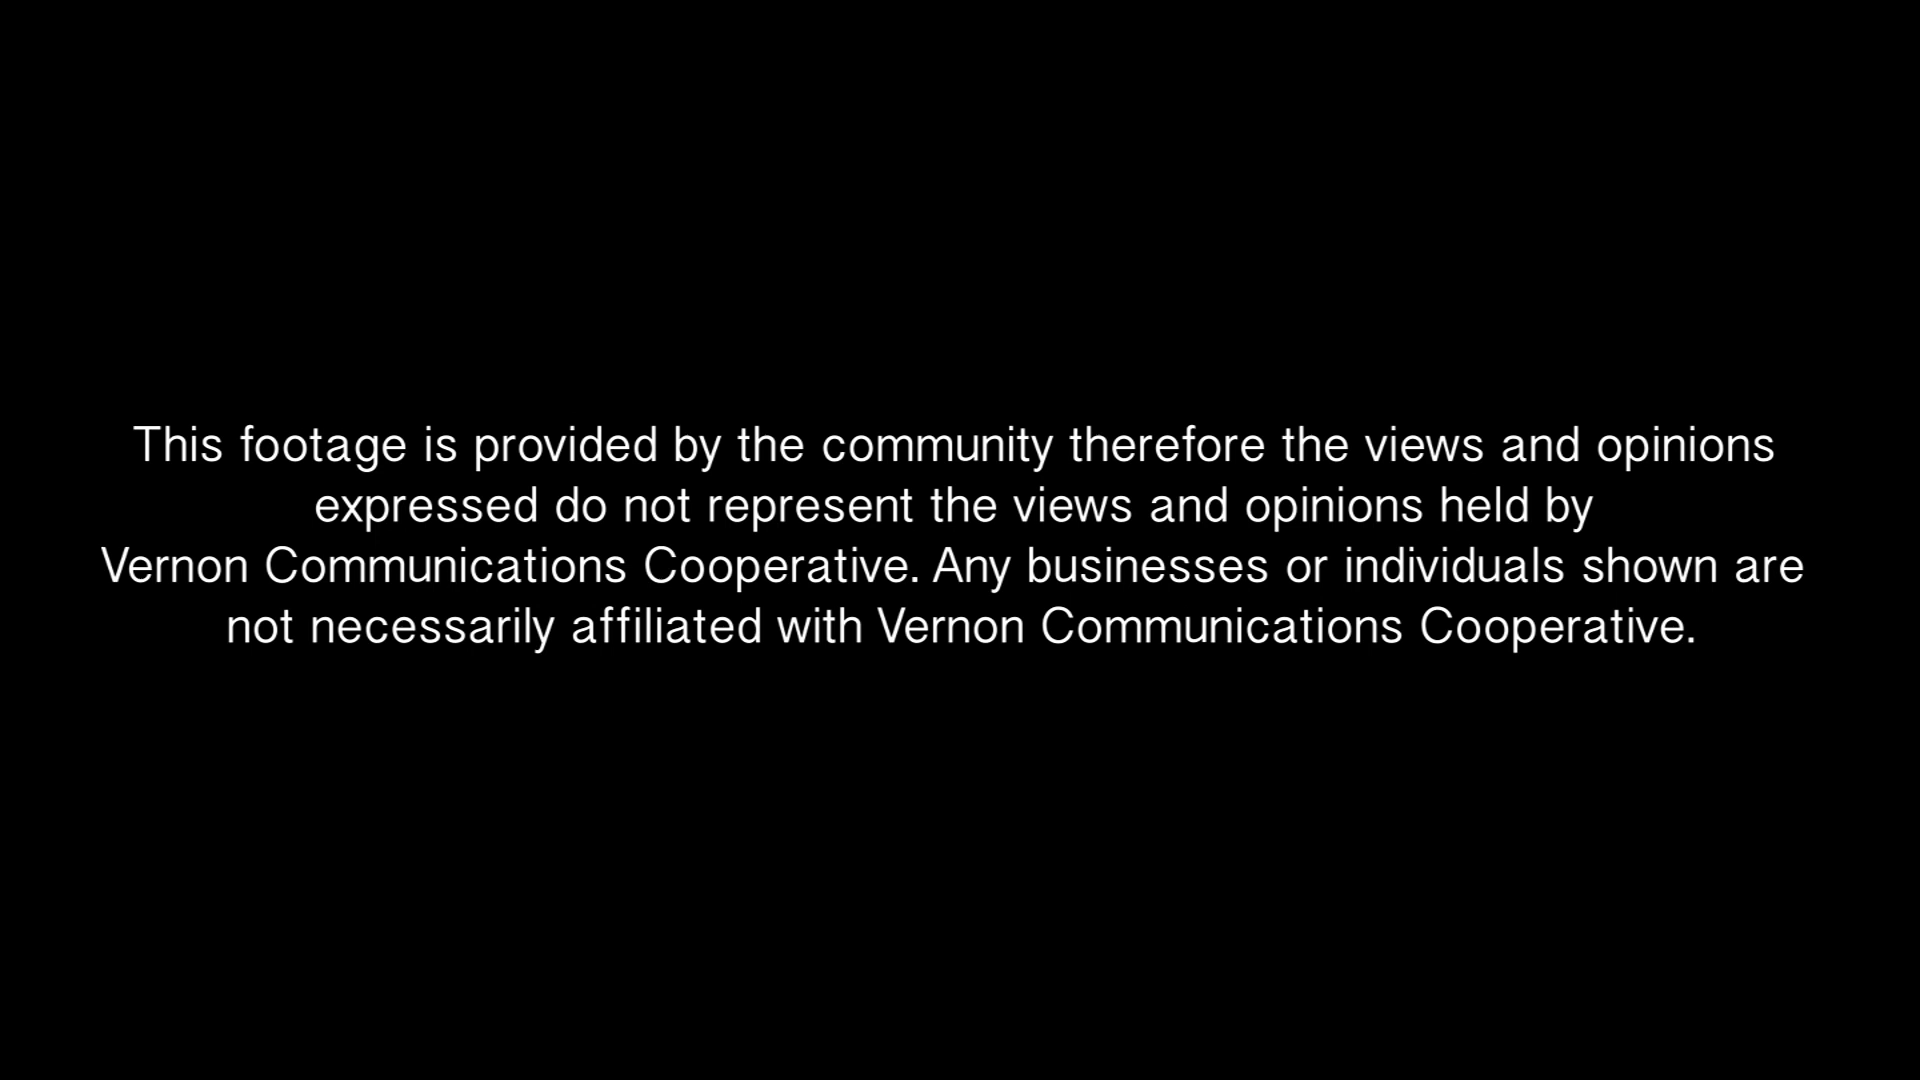 This footage is provided by the community therefore the views and opinions
expressed do not represent the views and opinions held by
Vernon Communications Cooperative. Any businesses or individuals shown are
not necessarily affiliated with Vernon Communications Cooperative.